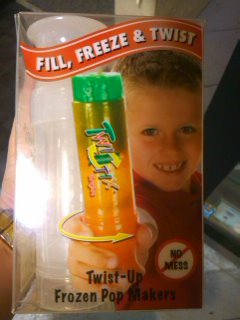 FILL, FREEZE & TWIST
NO
MESS
Twist-Up
Frozen Pop Makers